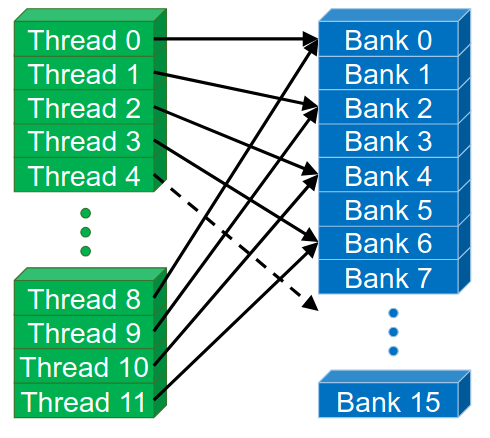 Thread 0
Thread 1
Thread 2
Thread 3
Thread 4
Thread 8
Thread 9
Thread 10
Thread 11
Bank 0
Bank 1
Bank 2
Bank 3
Bank 4
Bank 5
Bank 6
Bank 7
Bank 15